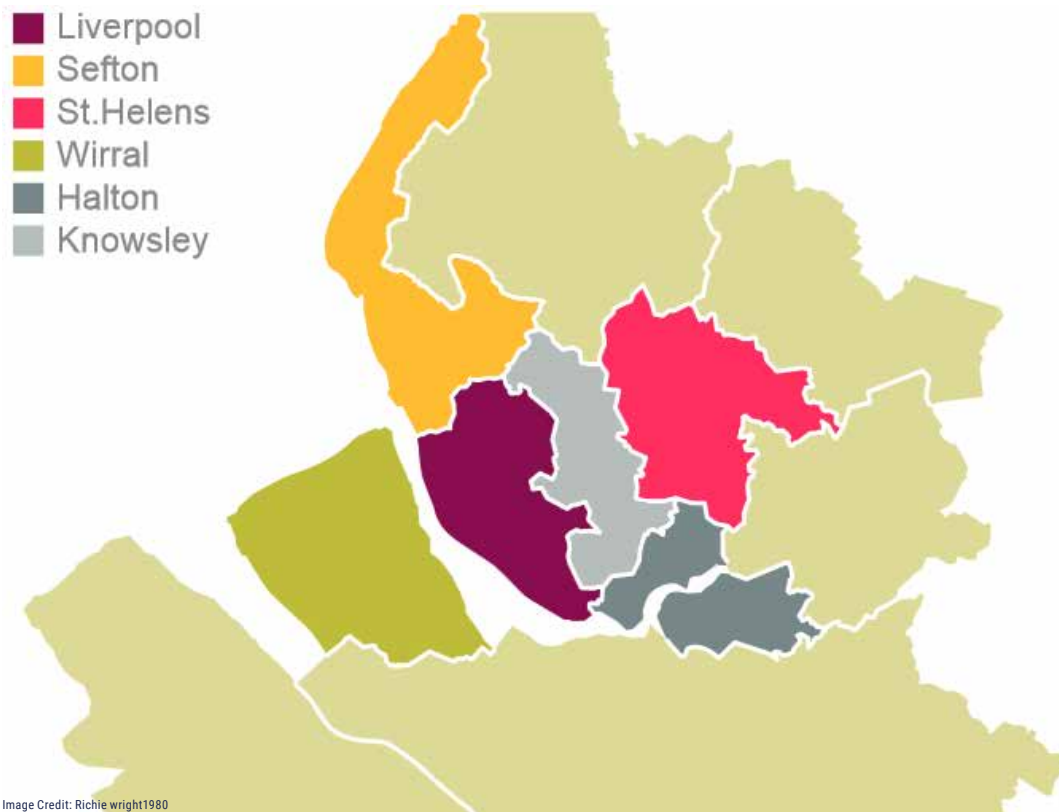 Liverpool
Sefton
St.Helens
Wirral
Halton
Knowsley
Image Credit: Richie wright1980